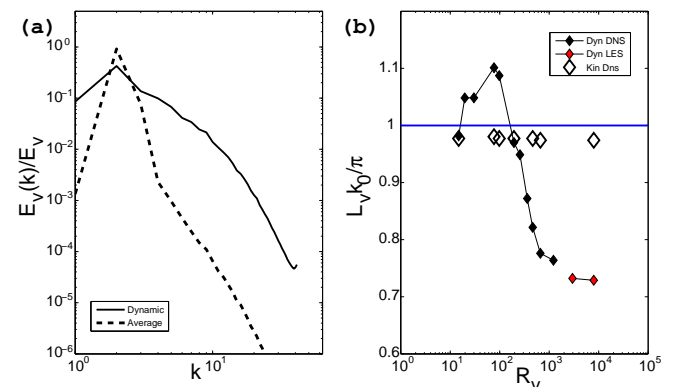 (a)
10^0
10^-1
10^-2
10^-3
10^-4
10^-5
10^-6
E_v(k)/E_v
Dynamic
Average
10^0
10^1
k
(b)
1.1
1
0.9
0.8
0.7
0.6
L_v k_0/π
Dyn DNS
Dyn LES
Kin Dns
10^0
10^1
10^2
10^3
10^4
10^5
R_v